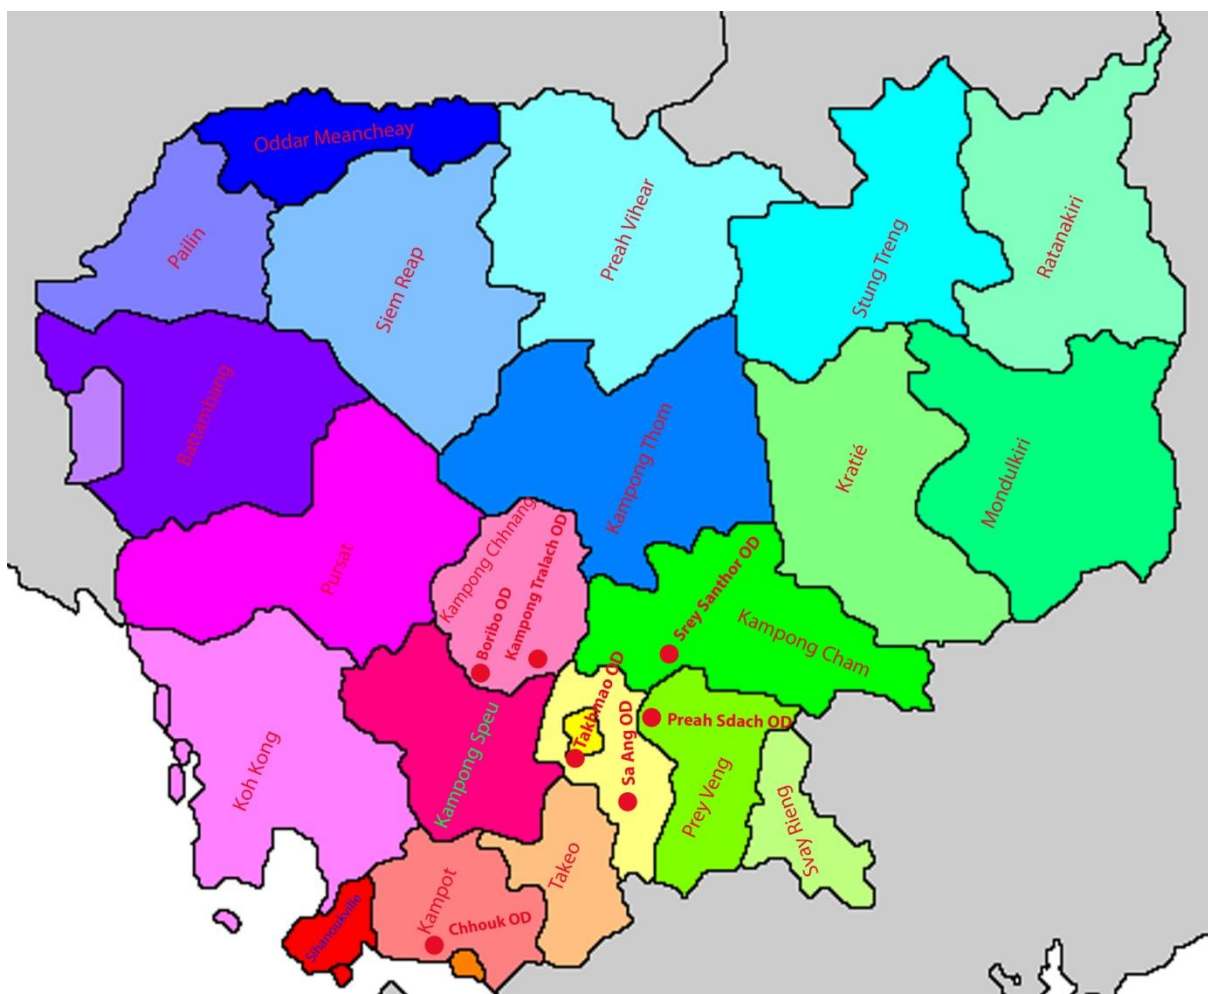 Oddar Meancheay
Pailin
Siem Reap
Preah Vihear
Stung Treng
Ratanakiri
Battambang
Kampong Thom
Kratié
Mondulkiri
Pursat
Kampong Chhnang
Boribo OD
Kampong Tralach OD
Srey Santhor OD
Kampong Cham
Koh Kong
Kampong Speu
Takhmao OD
Sa Ang OD
Preah Sdach OD
Prey Veng
Svay Rieng
Takeo
Kampot
Chhouk OD
Sihanoukville